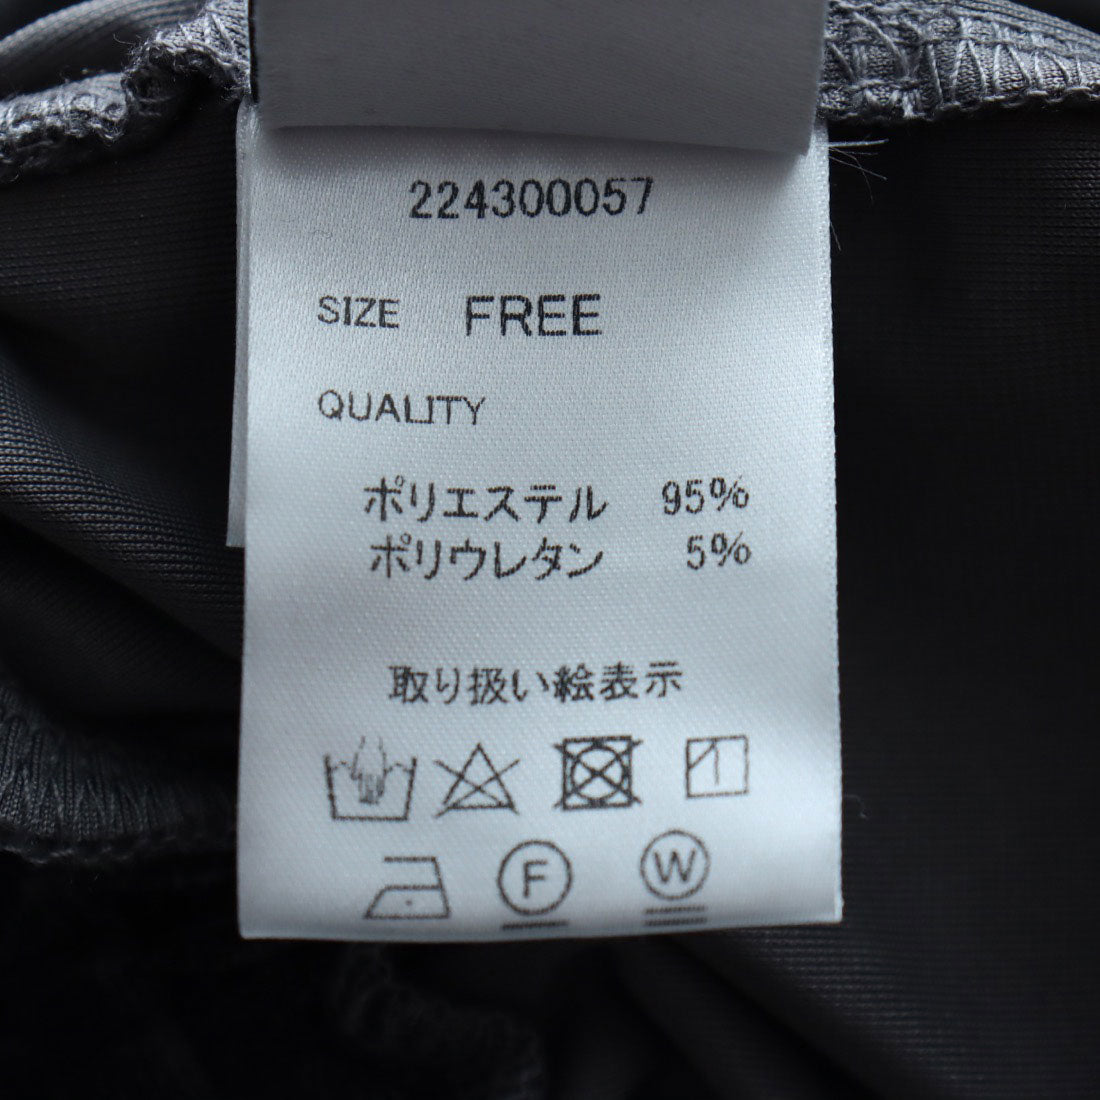 224300057
SIZE FREE
QUALITY
ポリエステル 95%
ポリウレタン 5%
取り扱い絵表示
F W